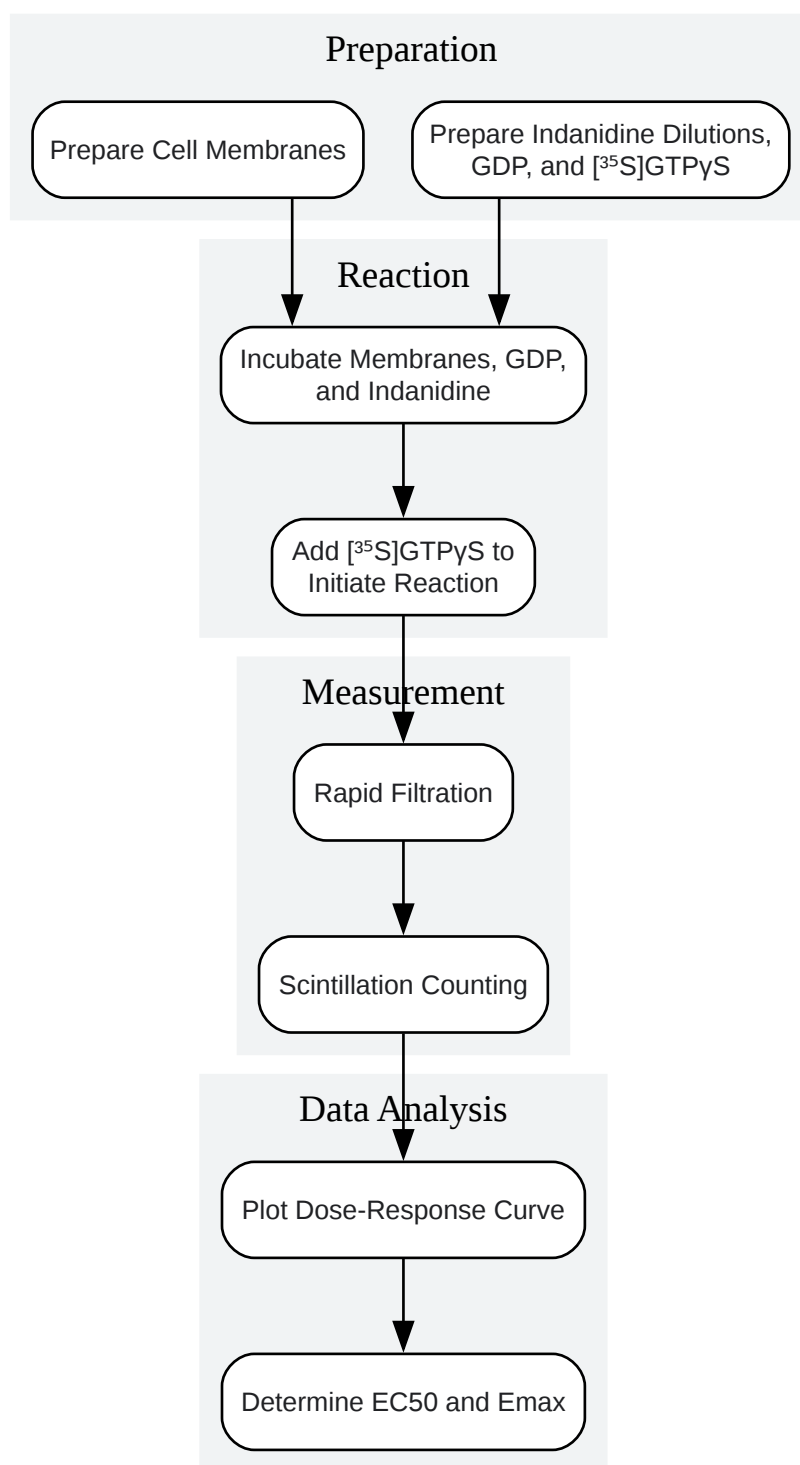 Preparation
Prepare Cell Membranes
Prepare Indanidine Dilutions,
GDP, and [³⁵S]GTPγS
Reaction
Incubate Membranes, GDP,
and Indanidine
Add [³⁵S]GTPγS to
Initiate Reaction
Measurement
Rapid Filtration
Scintillation Counting
Data Analysis
Plot Dose-Response Curve
Determine EC50 and Emax